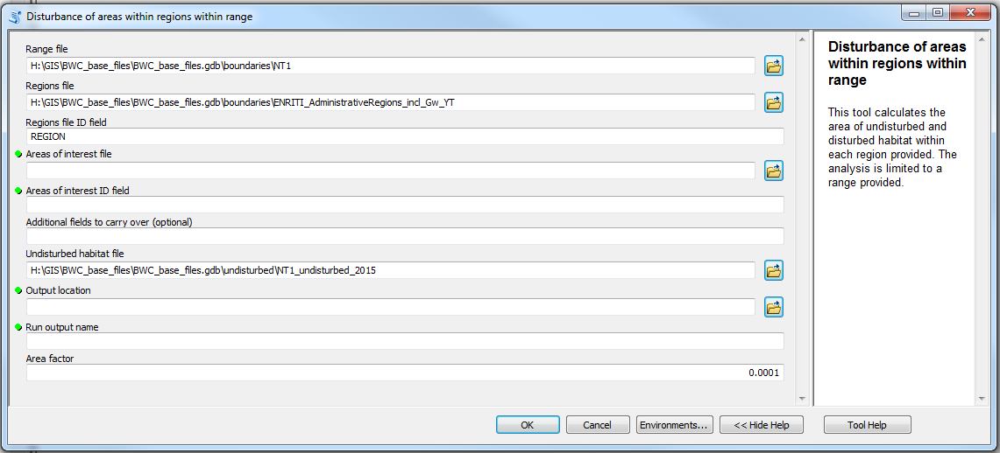 Disturbance of areas within regions within range
Range file
H:\GIS\BWC_base_files\BWC_base_files.gdb\boundaries\NT1
Regions file
H:\GIS\BWC_base_files\BWC_base_files.gdb\boundaries\ENRITI_AdministrativeRegions_incl_Gw_YT
Regions file ID field
REGION
Areas of interest file
Areas of interest ID field
Additional fields to carry over (optional)
Undisturbed habitat file
H:\GIS\BWC_base_files\BWC_base_files.gdb\undisturbed\NT1_undisturbed_2015
Output location
Run output name
Area factor
0.0001
OK
Cancel
Environments...
<< Hide Help
Disturbance of areas
within regions within
range
This tool calculates the
area of undisturbed and
disturbed habitat within
each region provided. The
analysis is limited to a
range provided.
Tool Help